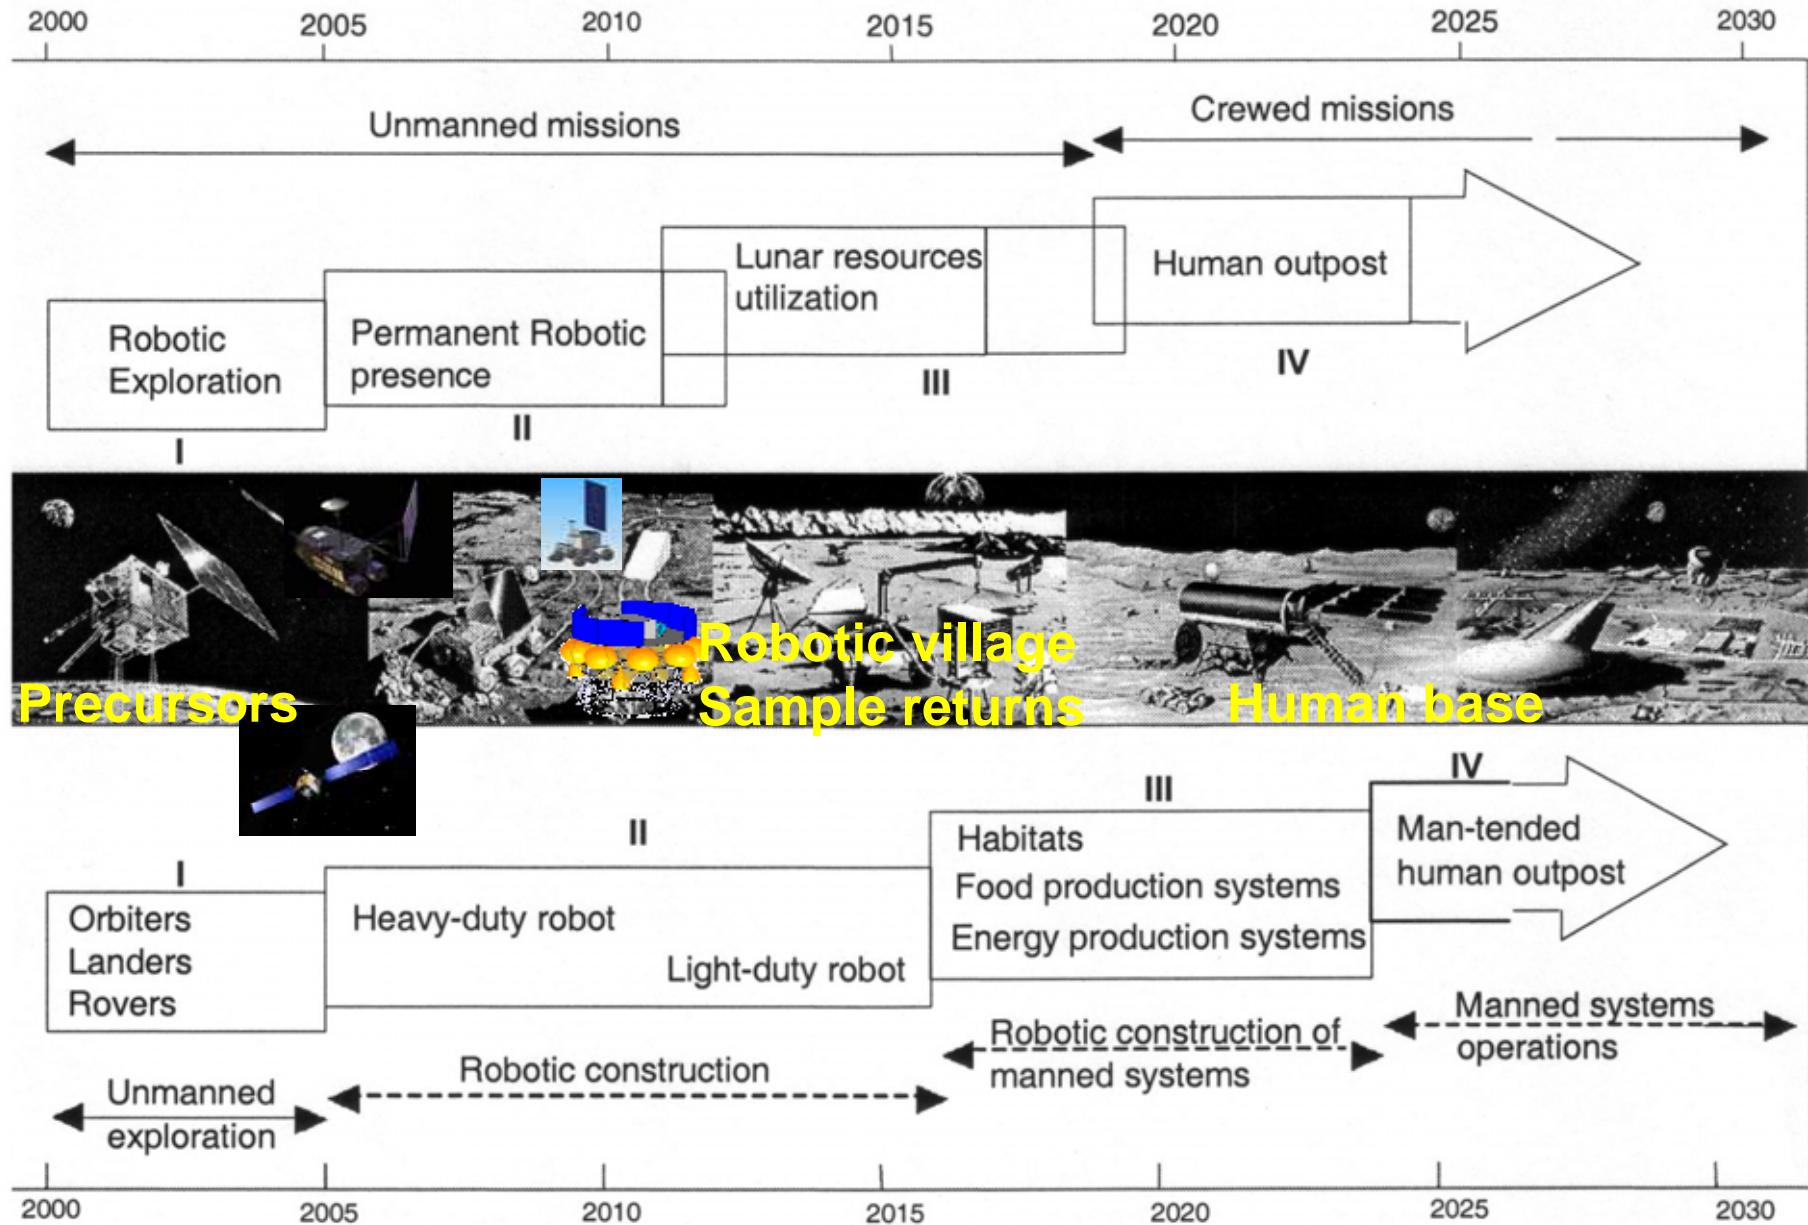 2000 2005 2010 2015 2020 2025 2030
Unmanned missions
Crewed missions
Robotic
Exploration
I
Permanent Robotic
presence
II
Lunar resources
utilization
III
Human outpost
IV
Precursors
Robotic village
Sample returns
Human base
I
Orbiters
Landers
Rovers
II
Heavy-duty robot
Light-duty robot
III
Habitats
Food production systems
Energy production systems
IV
Man-tended
human outpost
Unmanned
exploration
Robotic construction
Robotic construction of
manned systems
Manned systems
operations
2000 2005 2010 2015 2020 2025 2030